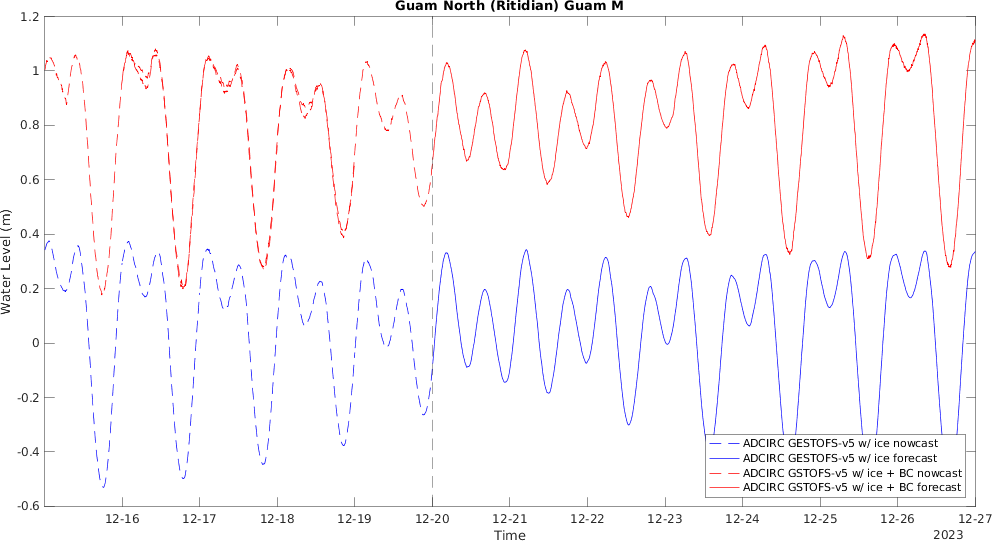 Guam North (Ritidian) Guam M
1.2
1
0.8
0.6
0.4
0.2
0
-0.2
-0.4
-0.6
Water Level (m)
ADCIRC GESTOFS-v5 w/ ice nowcast
ADCIRC GESTOFS-v5 w/ ice forecast
ADCIRC GSTOFS-v5 w/ ice + BC nowcast
ADCIRC GSTOFS-v5 w/ ice + BC forecast
12-16 12-17 12-18 12-19 12-20 12-21 12-22 12-23 12-24 12-25 12-26 12-27
Time
2023